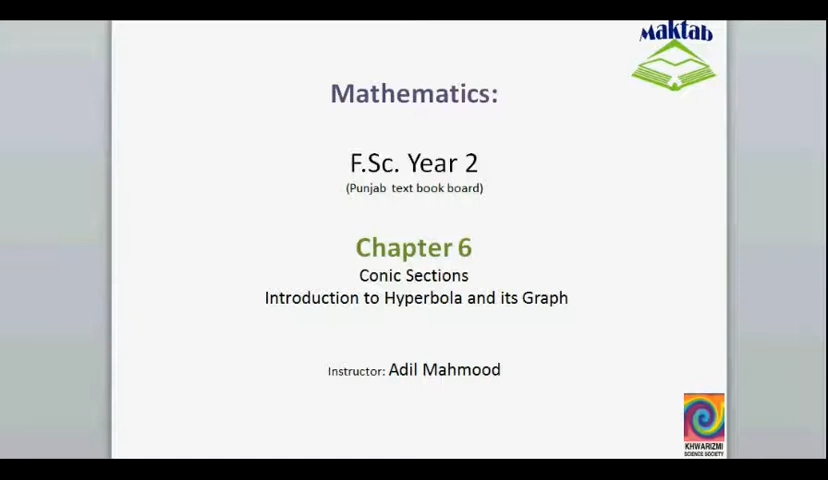 Maktab
Mathematics:
F.Sc. Year 2
(Punjab text book board)
Chapter 6
Conic Sections
Introduction to Hyperbola and its Graph
Instructor: Adil Mahmood
KHWARIZMI
SCIENCE SOCIETY